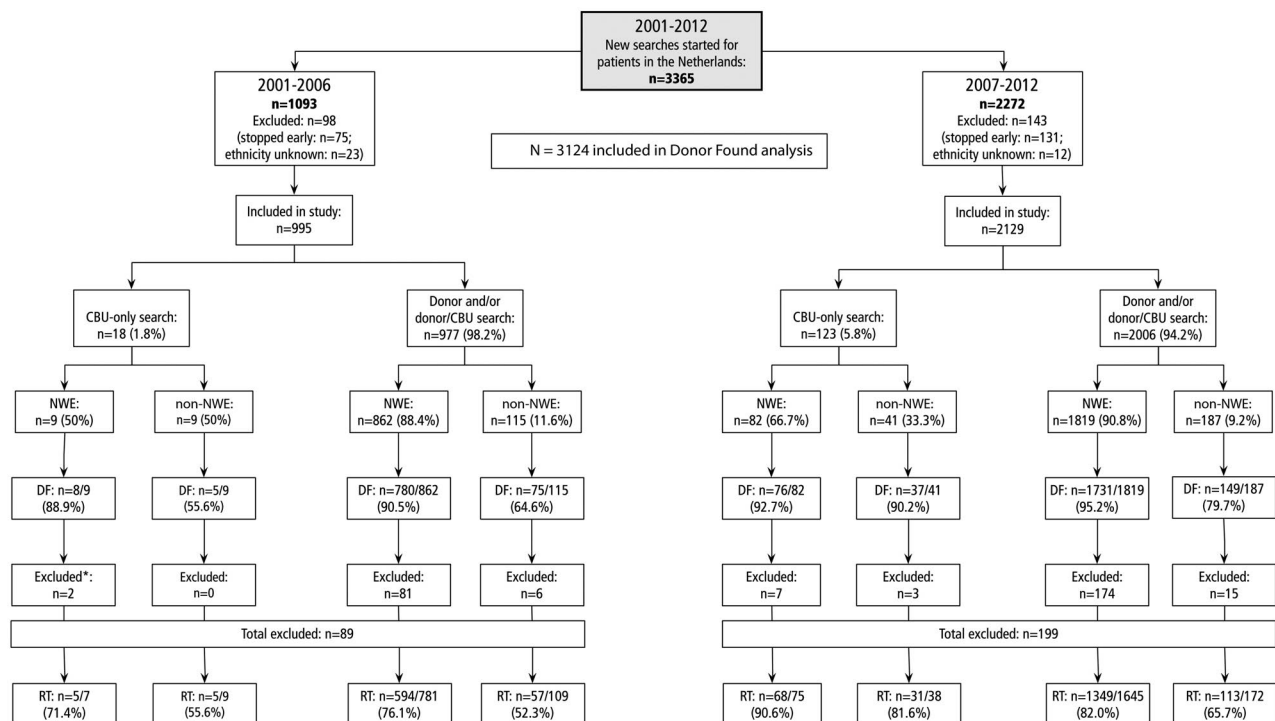 2001-2012
New searches started for
patients in the Netherlands:
n=3365
2001-2006
n=1093
Excluded: n=98
(stopped early: n=75;
ethnicity unknown: n=23)
2007-2012
n=2272
Excluded: n=143
(stopped early: n=131;
ethnicity unknown: n=12)
N = 3124 included in Donor Found analysis
Included in study:
n=995
Included in study:
n=2129
CBU-only search:
n=18 (1.8%)
Donor and/or
donor/CBU search:
n=977 (98.2%)
CBU-only search:
n=123 (5.8%)
Donor and/or
donor/CBU search:
n=2006 (94.2%)
NWE:
n=9 (50%)
non-NWE:
n=9 (50%)
NWE:
n=862 (88.4%)
non-NWE:
n=115 (11.6%)
NWE:
n=82 (66.7%)
non-NWE:
n=41 (33.3%)
NWE:
n=1819 (90.8%)
non-NWE:
n=187 (9.2%)
DF: n=8/9
(88.9%)
DF: n=5/9
(55.6%)
DF: n=780/862
(90.5%)
DF: n=75/115
(64.6%)
DF: n=76/82
(92.7%)
DF: n=37/41
(90.2%)
DF: n=1731/1819
(95.2%)
DF: n=149/187
(79.7%)
Excluded*:
n=2
Excluded:
n=0
Excluded:
n=81
Excluded:
n=6
Excluded:
n=7
Excluded:
n=3
Excluded:
n=174
Excluded:
n=15
Total excluded: n=89
Total excluded: n=199
RT: n=5/7
(71.4%)
RT: n=5/9
(55.6%)
RT: n=594/781
(76.1%)
RT: n=57/109
(52.3%)
RT: n=68/75
(90.6%)
RT: n=31/38
(81.6%)
RT: n=1349/1645
(82.0%)
RT: n=113/172
(65.7%)